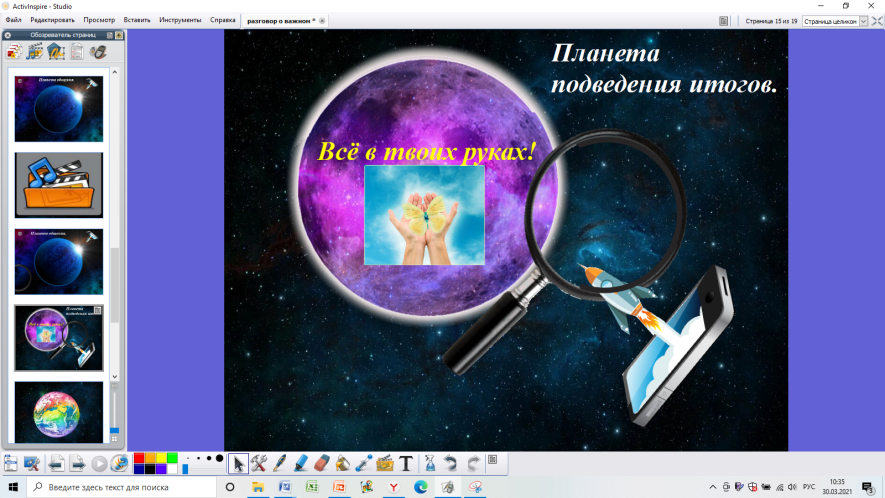 ActivInspire - Studio
Файл Редактировать Просмотр Вставить Инструменты Справка
разговор о важном *
Страница 15 из 19
Страница целиком
Обозреватель страниц
Планета
подведения итогов.
Всё в твоих руках!
Введите здесь текст для поиска
РУС
10:35
30.03.2021